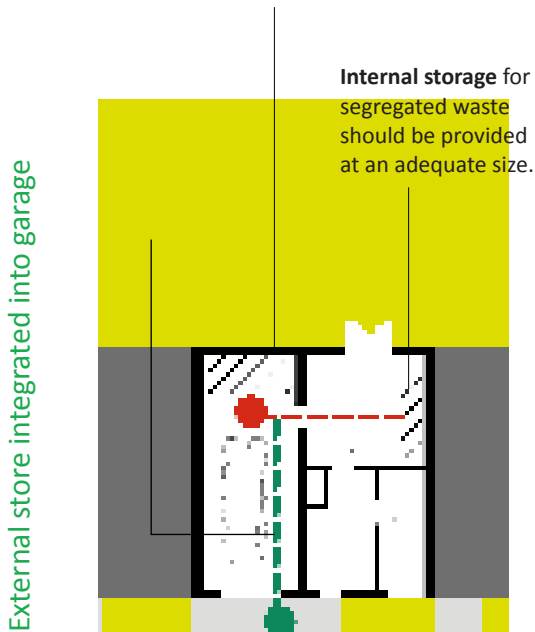 External store integrated into garage
Internal storage for
segregated waste
should be provided
at an adequate size.